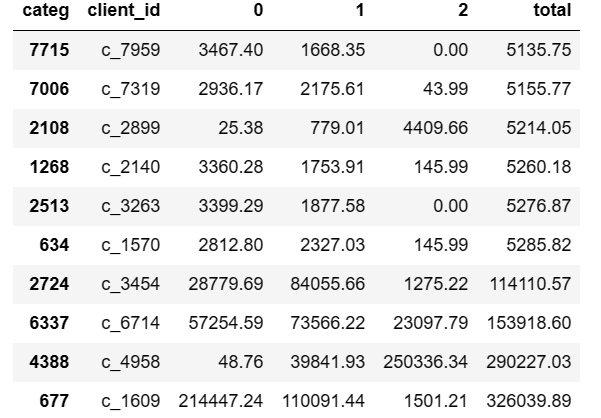 categ client_id 0 1 2 total
7715 c_7959 3467.40 1668.35 0.00 5135.75
7006 c_7319 2936.17 2175.61 43.99 5155.77
2108 c_2899 25.38 779.01 4409.66 5214.05
1268 c_2140 3360.28 1753.91 145.99 5260.18
2513 c_3263 3399.29 1877.58 0.00 5276.87
634 c_1570 2812.80 2327.03 145.99 5285.82
2724 c_3454 28779.69 84055.66 1275.22 114110.57
6337 c_6714 57254.59 73566.22 23097.79 153918.60
4388 c_4958 48.76 39841.93 250336.34 290227.03
677 c_1609 214447.24 110091.44 1501.21 326039.89